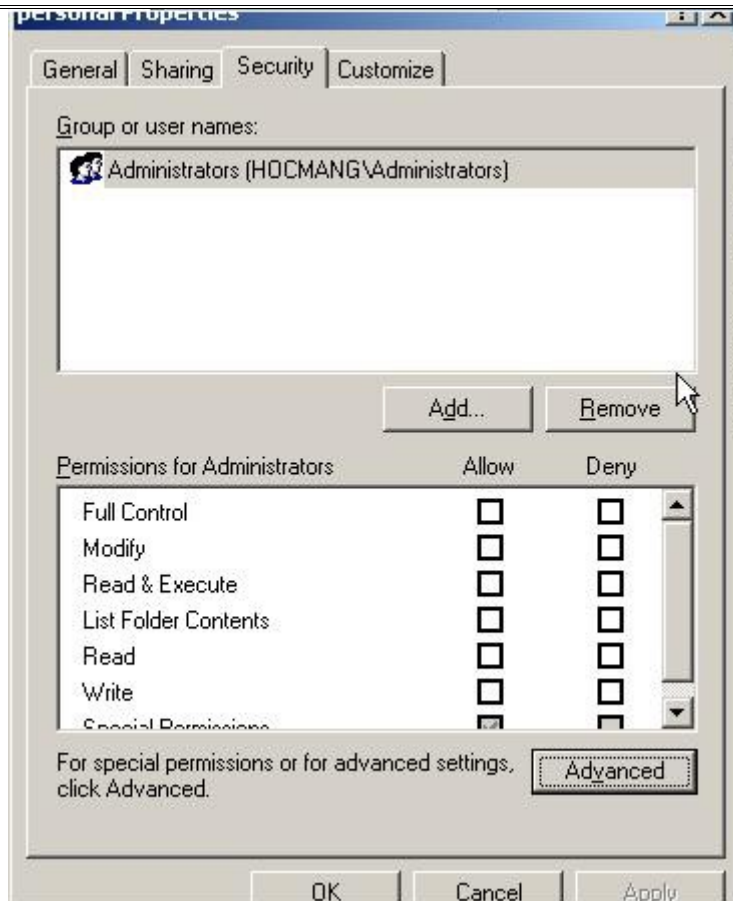 personal Properties
General Sharing Security Customize
Group or user names:
Administrators (HOCMANG\Administrators)
Add... Remove
Permissions for Administrators Allow Deny
Full Control
Modify
Read & Execute
List Folder Contents
Read
Write
Special Permissions
For special permissions or for advanced settings,
click Advanced.
Advanced
OK Cancel Apply